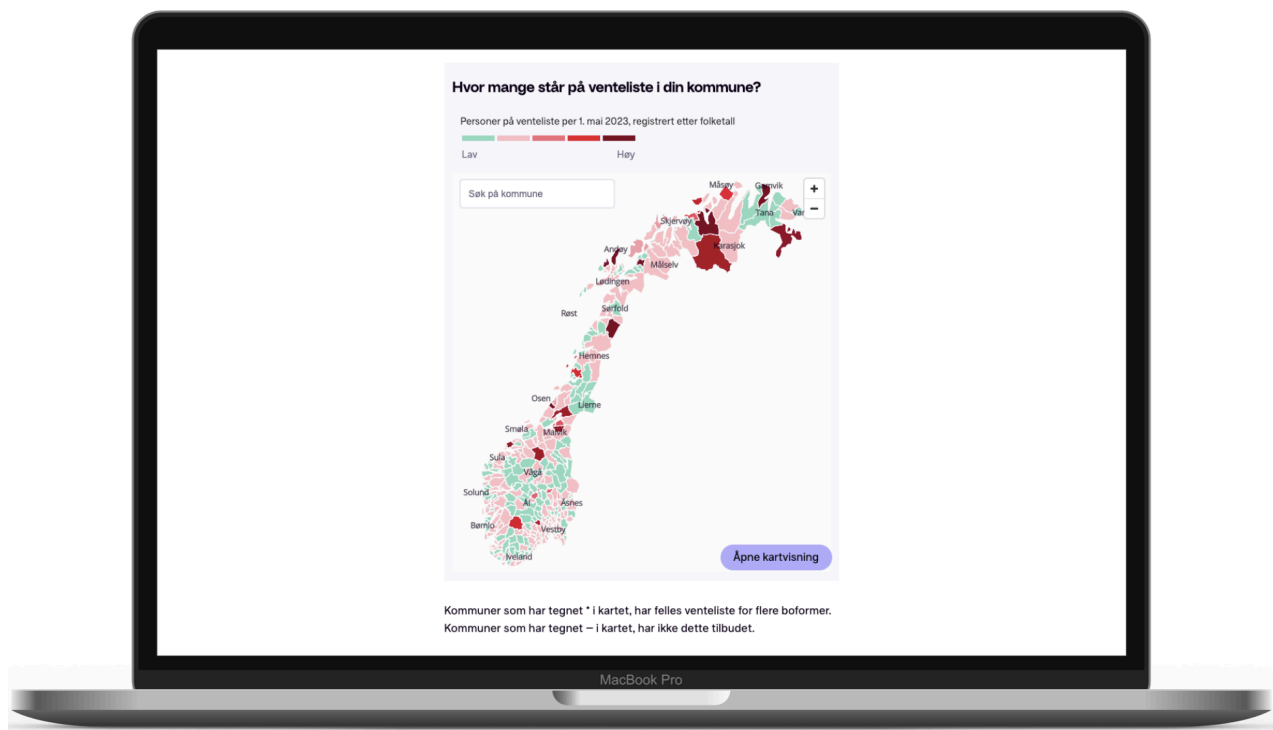 Hvor mange står på venteliste i din kommune?
Personer på venteliste per 1. mai 2023, registrert etter folketall
Lav
Høy
Søk på kommune
+
−
Måsøy
Gamvik
Tana
Var
Skjervøy
Karasjok
Andøy
Målselv
Lødingen
Sørfold
Røst
Hemnes
Osen
Lierne
Smøla
Malvik
Sula
Vågå
Solund
Ål
Åsnes
Bømlo
Vestby
Iveland
Åpne kartvisning
Kommuner som har tegnet * i kartet, har felles venteliste for flere boformer.
Kommuner som har tegnet – i kartet, har ikke dette tilbudet.
MacBook Pro